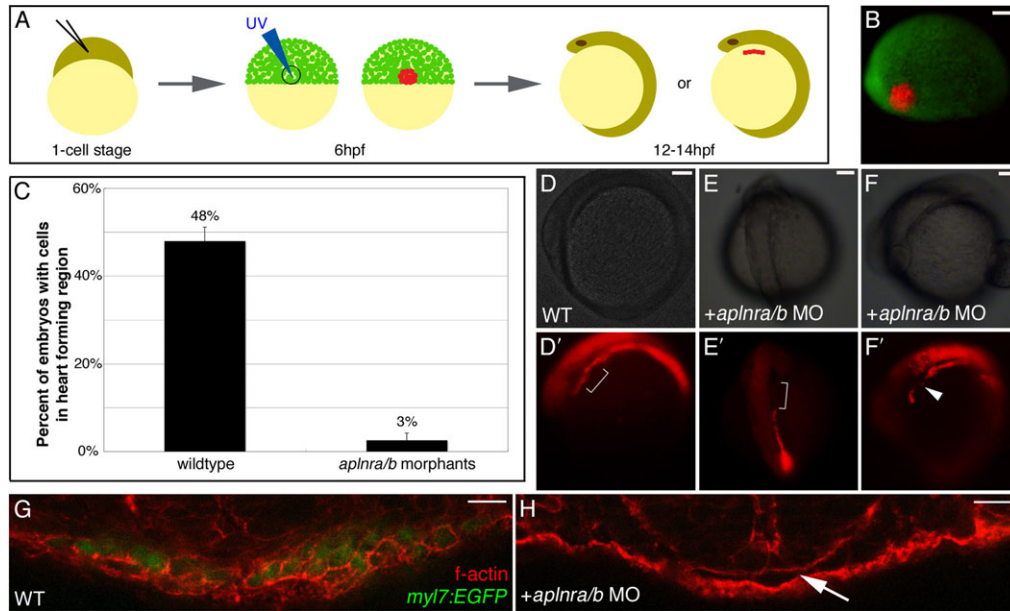 A
UV
1-cell stage
6hpf
or
12-14hpf
B
C
Percent of embryos with cells
in heart forming region
60%
40%
20%
0%
48%
3%
wildtype
aplnra/b morphants
D
WT
E
+aplnra/b MO
F
+aplnra/b MO
D′
E′
F′
G
WT
f-actin
myl7:EGFP
H
+aplnra/b MO